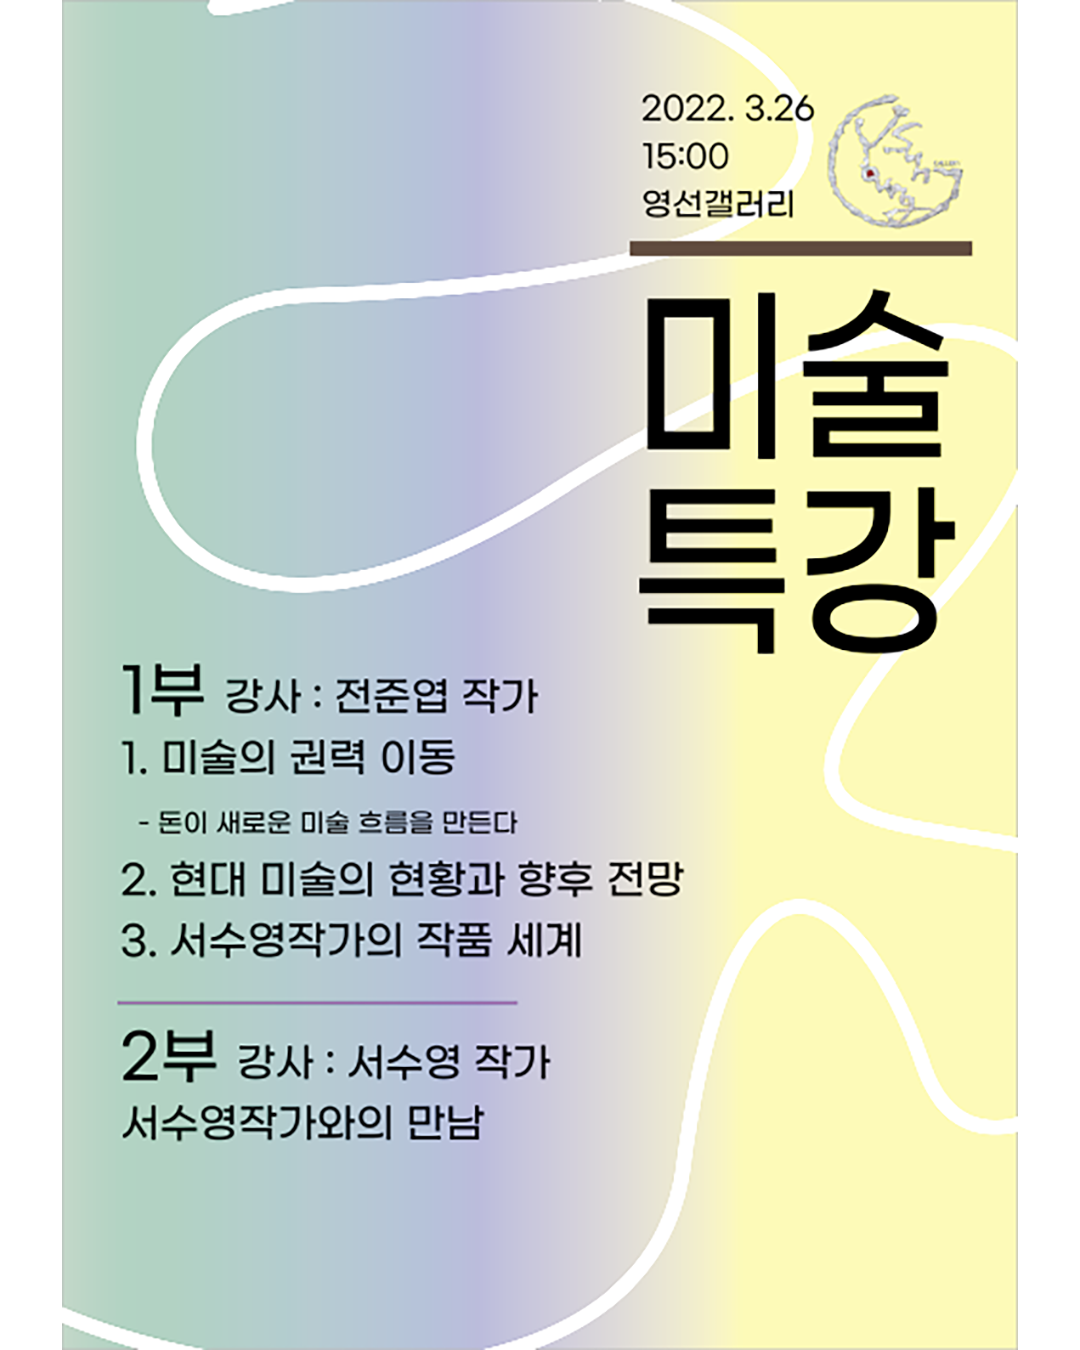 2022. 3.26
15:00
영선갤러리
미술
특강
1부 강사 : 전준엽 작가
1. 미술의 권력 이동
- 돈이 새로운 미술 흐름을 만든다
2. 현대 미술의 현황과 향후 전망
3. 서수영작가의 작품 세계
2부 강사 : 서수영 작가
서수영작가와의 만남